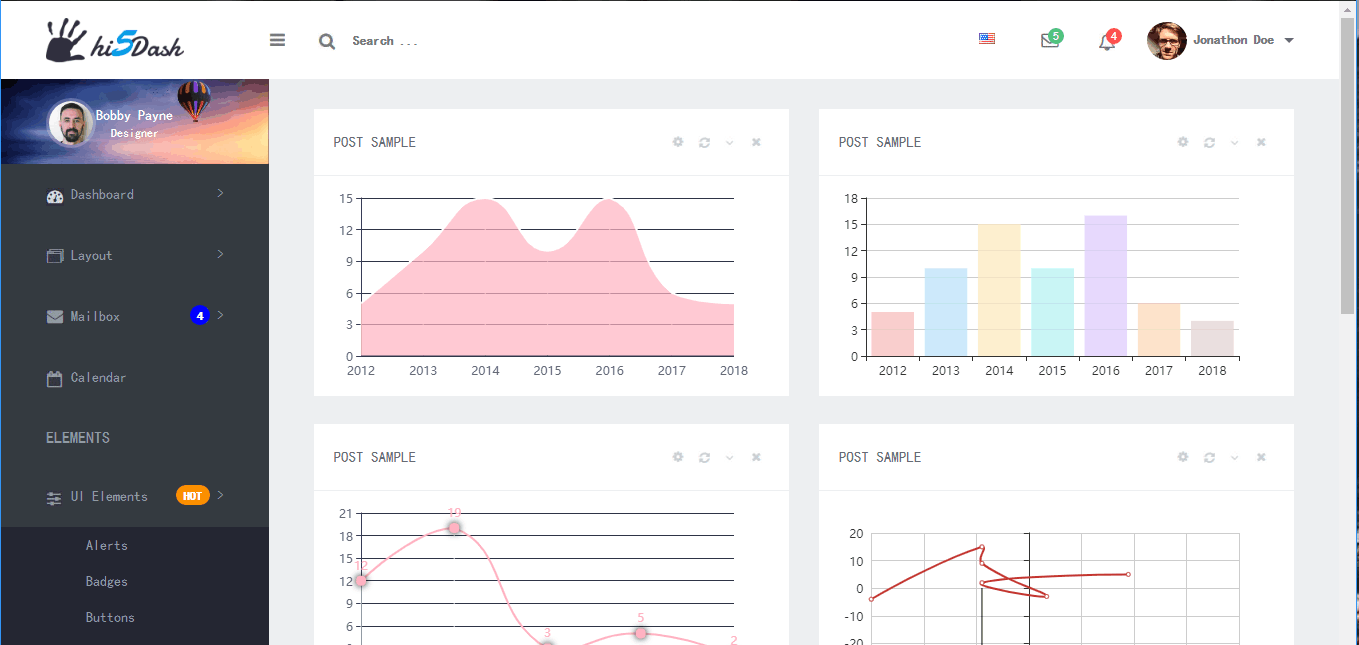 hi5Dash
Search ...
5
4
Jonathon Doe
Bobby Payne
Designer
Dashboard
Layout
Mailbox 4
Calendar
ELEMENTS
UI Elements HOT
Alerts
Badges
Buttons
POST SAMPLE
15
12
9
6
3
0
2012 2013 2014 2015 2016 2017 2018
POST SAMPLE
18
15
12
9
6
3
0
2012 2013 2014 2015 2016 2017 2018
POST SAMPLE
21
18
15
12
9
6
12
19
3
5
2
POST SAMPLE
20
10
0
-10
-20